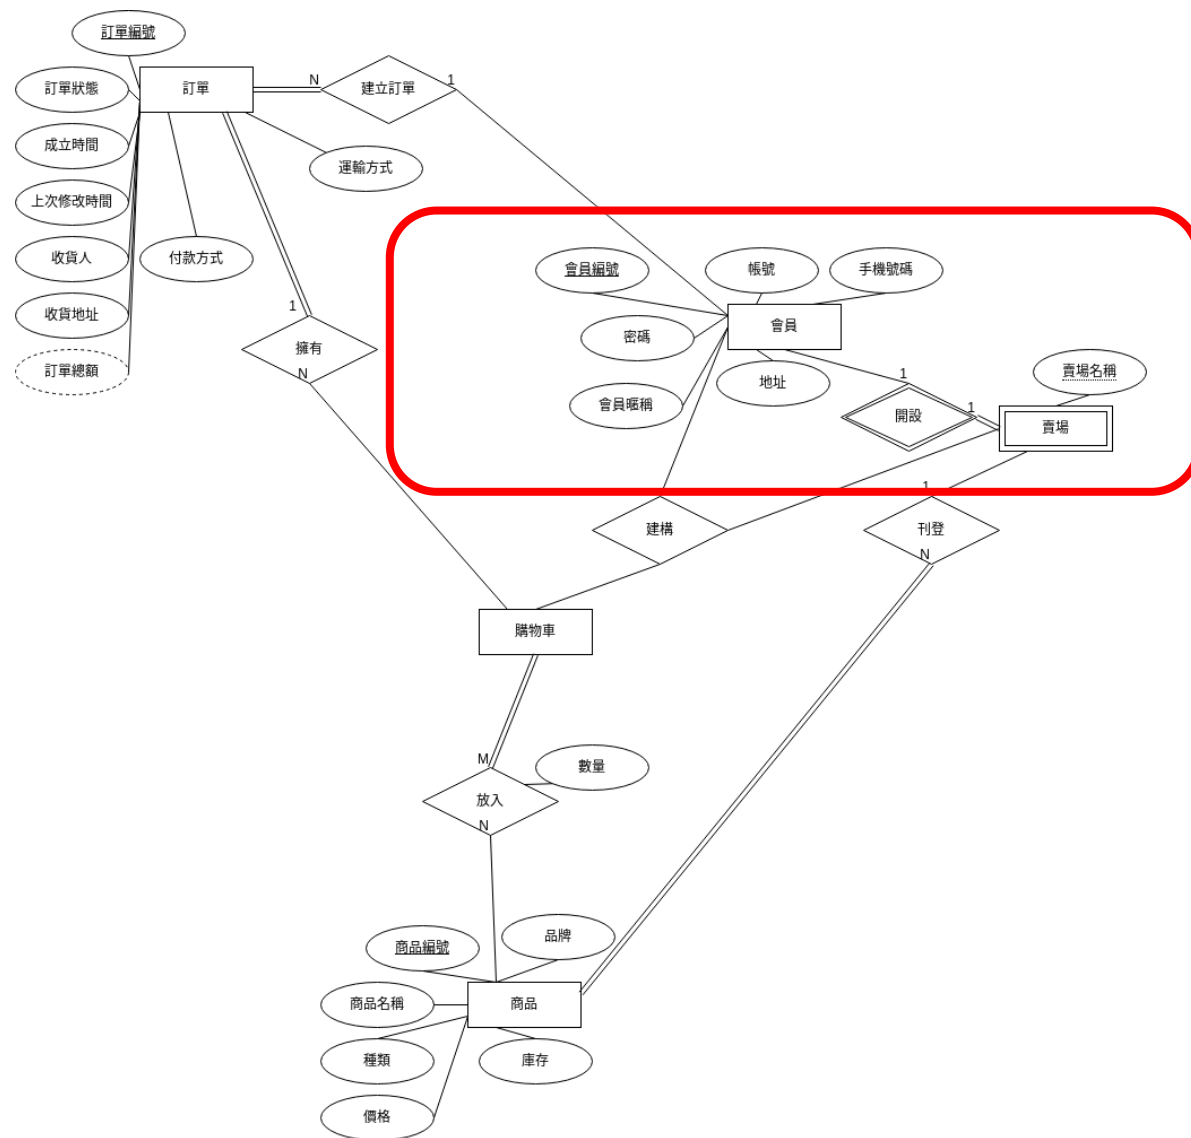 訂單編號
訂單狀態
訂單
N
建立訂單
1
成立時間
運輸方式
上次修改時間
收貨人
付款方式
會員編號
帳號
手機號碼
收貨地址
1
密碼
會員
擁有
訂單總額
N
會員暱稱
地址
1
賣場名稱
開設
1
賣場
1
建構
刊登
N
購物車
M
數量
放入
N
商品編號
品牌
商品名稱
商品
種類
庫存
價格